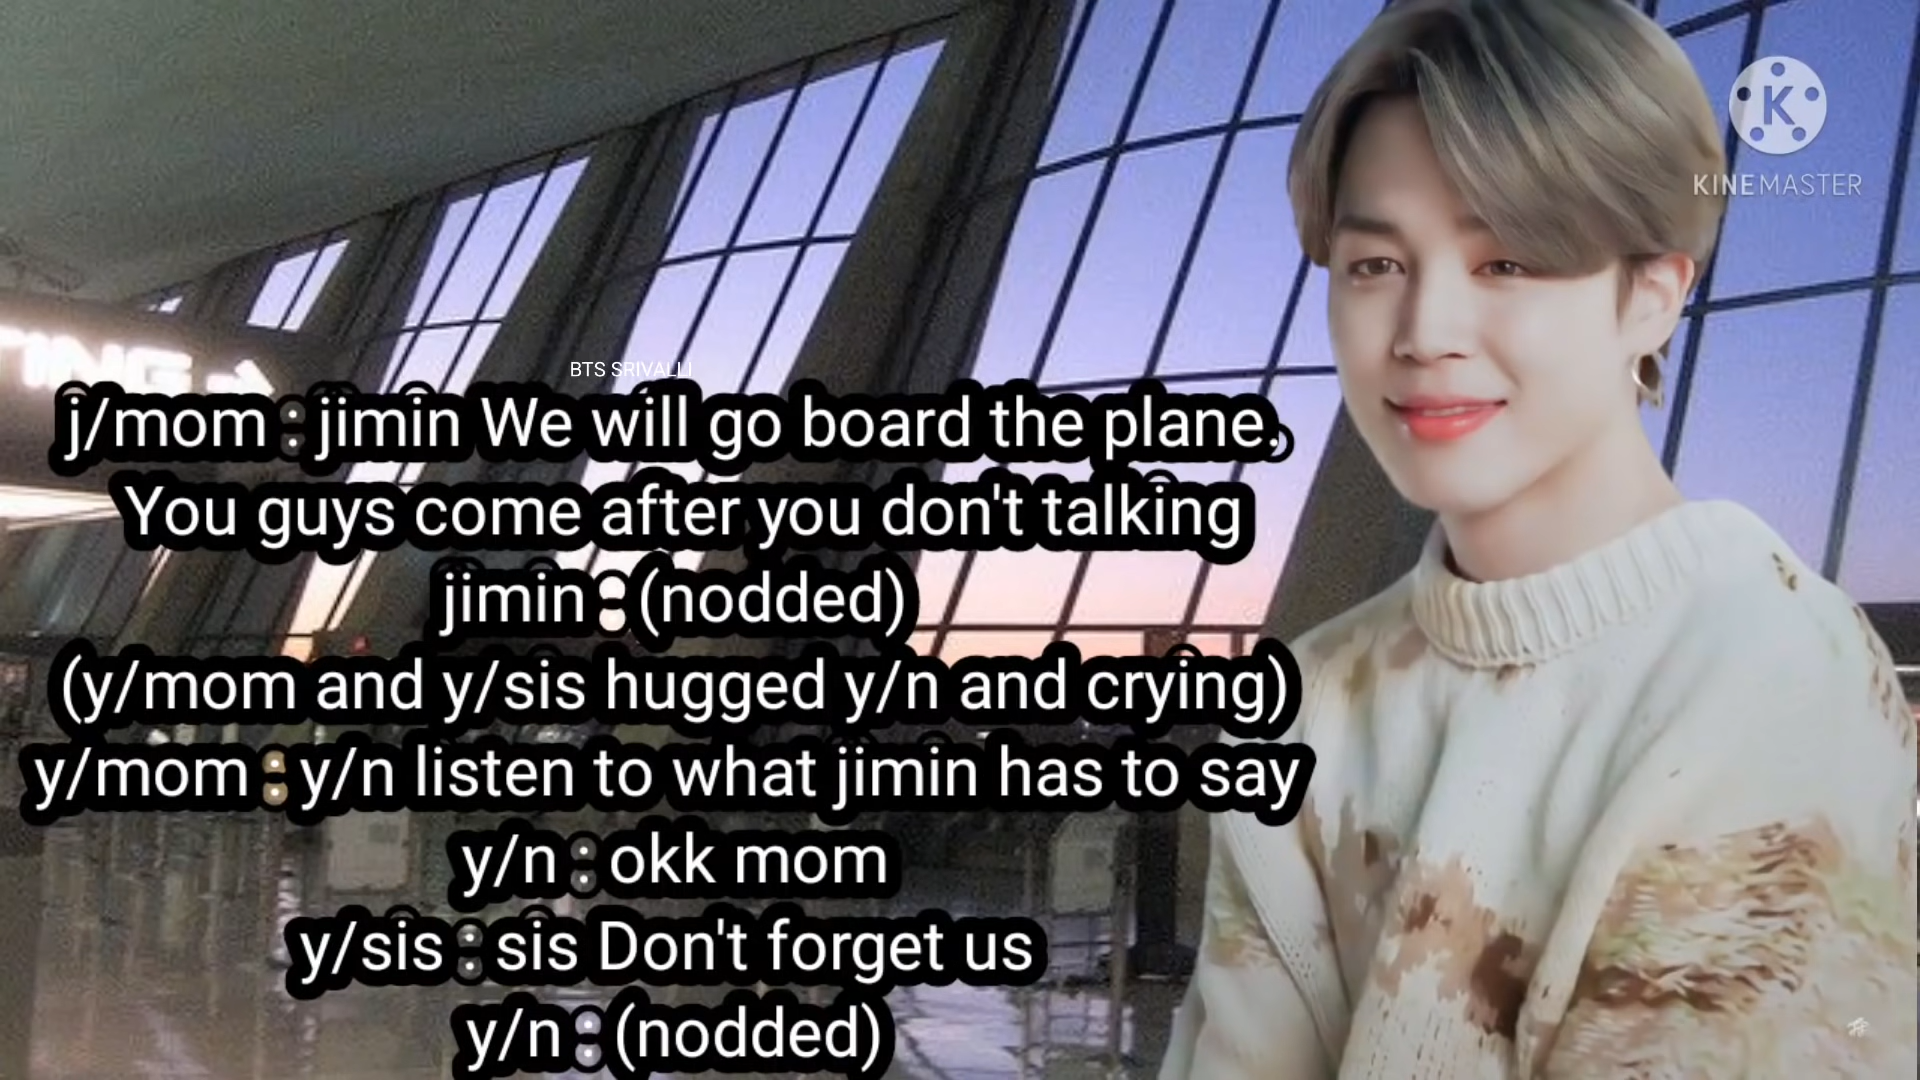 TING →
K
KINEMASTER
BTS SRIVALLI
j/mom : jimin We will go board the plane,
You guys come after you don't talking
jimin : (nodded)
(y/mom and y/sis hugged y/n and crying)
y/mom : y/n listen to what jimin has to say
y/n : okk mom
y/sis : sis Don't forget us
y/n : (nodded)